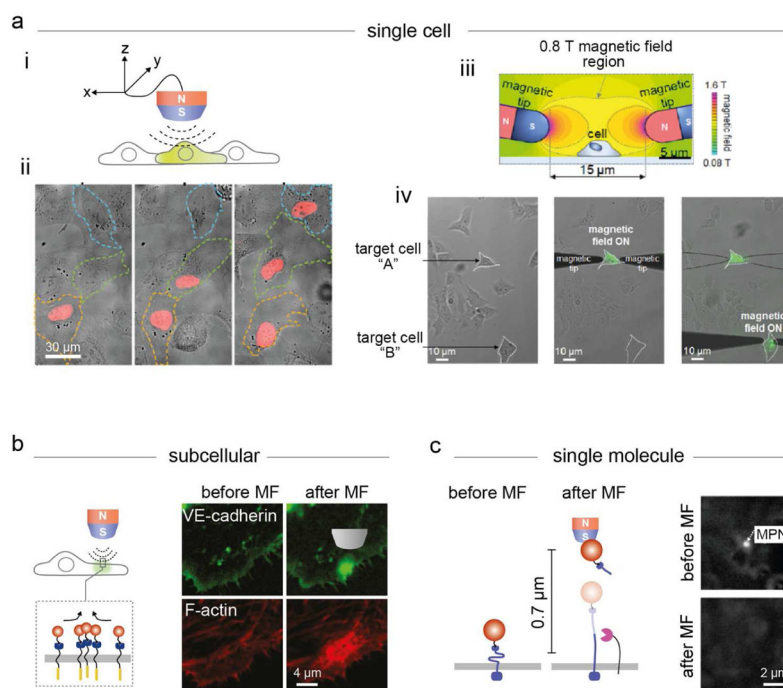 a
single cell
i
z
y
x
N
S
ii
30 μm
iii
0.8 T magnetic field
region
magnetic
tip
N
S
cell
magnetic
tip
N
S
5 μm
15 μm
1.6 T
magnetic field
0.08 T
iv
target cell
"A"
target cell
"B"
10 μm
magnetic
field ON
magnetic
tip
magnetic
tip
10 μm
magnetic
field ON
10 μm
b
subcellular
N
S
before MF
after MF
VE-cadherin
F-actin
4 μm
c
single molecule
before MF
after MF
N
S
0.7 μm
before MF
MPN
after MF
2 μ